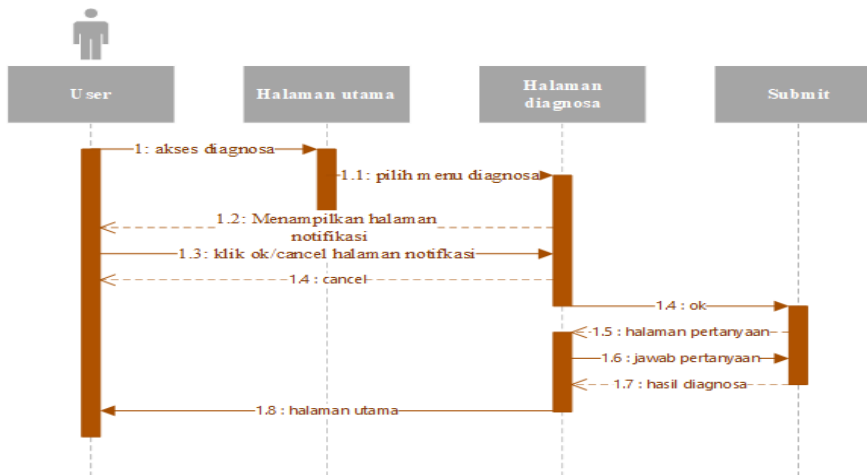 User
Halaman utama
Halaman
diagnosa
Submit
1: akses diagnosa
1.1: pilih menu diagnosa
1.2: Menampilkan halaman
notifikasi
1.3: klik ok/cancel halaman notifkasi
1.4 : cancel
1.4 : ok
1.5 : halaman pertanyaan
1.6 : jawab pertanyaan
1.7 : hasil diagnosa
1.8 : halaman utama